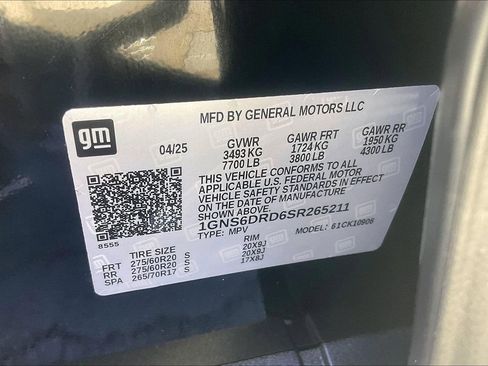 gm
MFD BY GENERAL MOTORS LLC
04/25 GVWR GAWR FRT GAWR RR
3493 KG 1724 KG 1950 KG
7700 LB 3800 LB 4300 LB
THIS VEHICLE CONFORMS TO ALL
APPLICABLE U.S. FEDERAL MOTOR
VEHICLE SAFETY STANDARDS IN EFFECT
ON THE DATE OF MANUFACTURE
SHOWN ABOVE.
1GNS6DRD6SR265211
TYPE: MPV MODEL: 61CK10906
8555
TIRE SIZE RIM
FRT 275/60R20 S 20X9J
RR 275/60R20 S 20X9J
SPA 265/70R17 S 17X8J